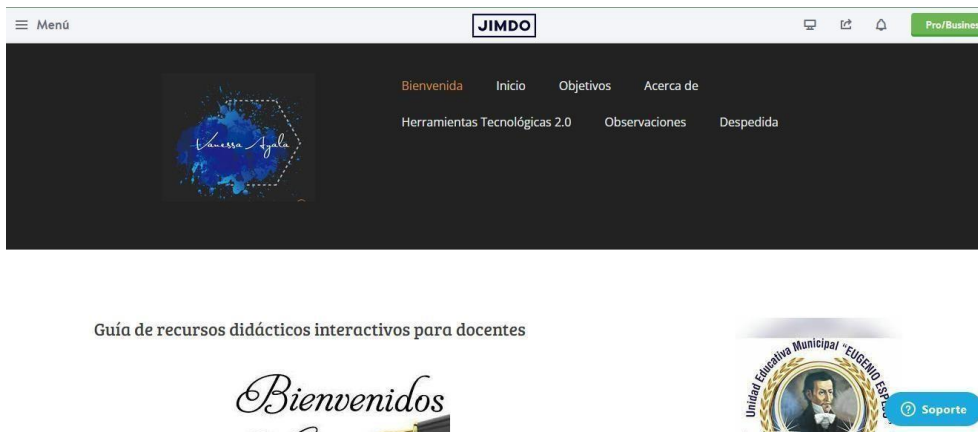 Menú
JIMDO
Pro/Busines
Vanessa Ayala
Bienvenida Inicio Objetivos Acerca de
Herramientas Tecnológicas 2.0 Observaciones Despedida
Guía de recursos didácticos interactivos para docentes
Bienvenidos
Unidad Educativa Municipal "EUGENIO ESPEJO"
Soporte